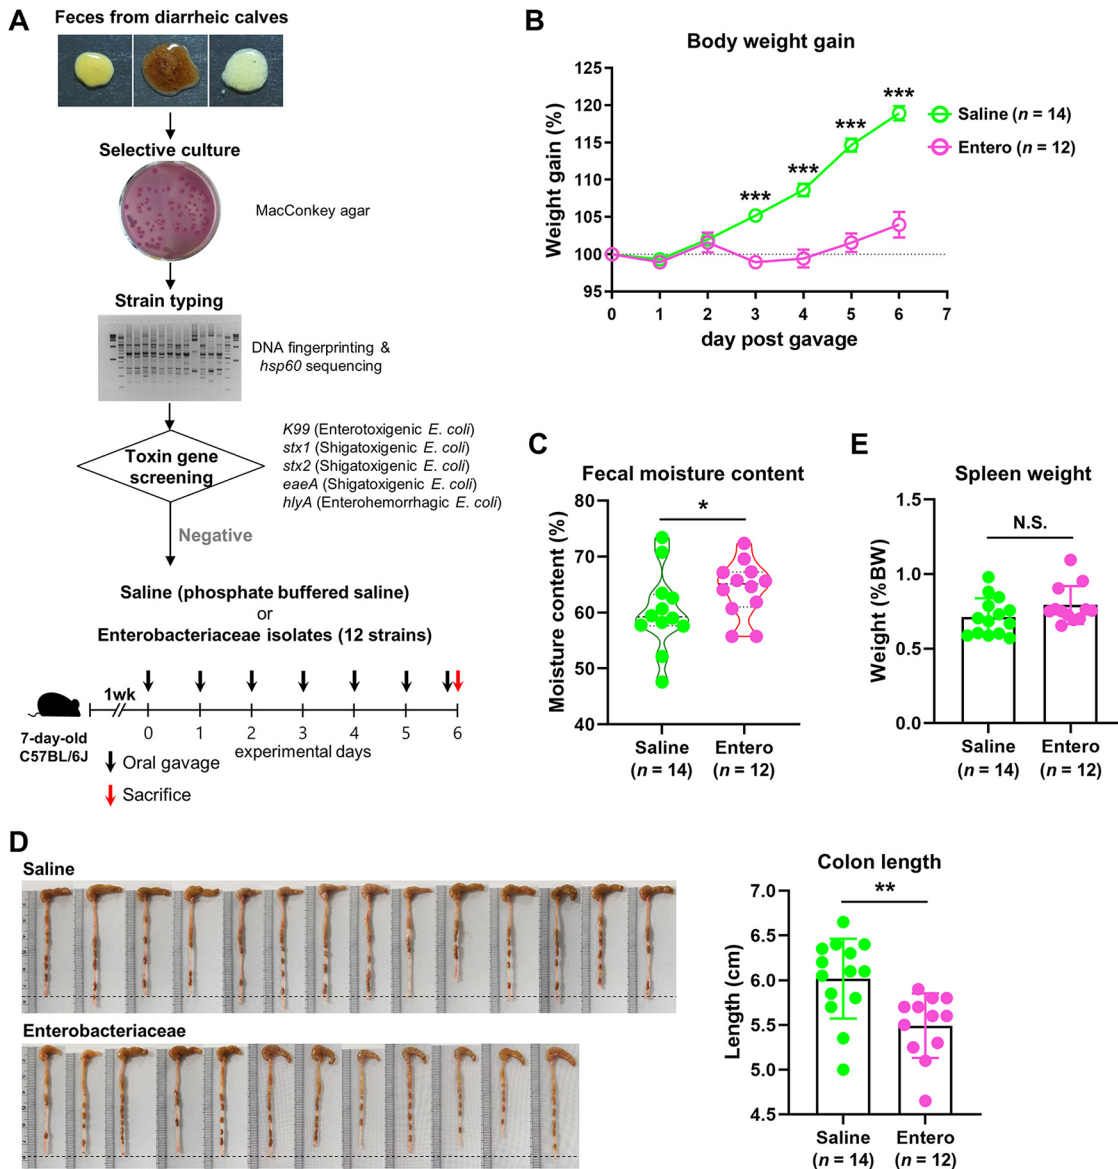 A
Feces from diarrheic calves
Selective culture
MacConkey agar
Strain typing
DNA fingerprinting &
hsp60 sequencing
Toxin gene
screening
K99 (Enterotoxigenic E. coli)
stx1 (Shigatoxigenic E. coli)
stx2 (Shigatoxigenic E. coli)
eaeA (Shigatoxigenic E. coli)
hlyA (Enterohemorrhagic E. coli)
Negative
Saline (phosphate buffered saline)
or
Enterobacteriaceae isolates (12 strains)
1wk
0 1 2 3 4 5 6
experimental days
7-day-old
C57BL/6J
Oral gavage
Sacrifice
B
Body weight gain
Weight gain (%)
125
120
115
110
105
100
95
*** *** *** ***
0 1 2 3 4 5 6 7
day post gavage
Saline (n = 14)
Entero (n = 12)
C
Fecal moisture content
Moisture content (%)
80
70
60
50
40
*
Saline Entero
(n = 14) (n = 12)
E
Spleen weight
Weight (%BW)
1.5
1.0
0.5
0.0
N.S.
Saline Entero
(n = 14) (n = 12)
D
Saline
Enterobacteriaceae
Colon length
Length (cm)
7.0
6.5
6.0
5.5
5.0
4.5
**
Saline Entero
(n = 14) (n = 12)